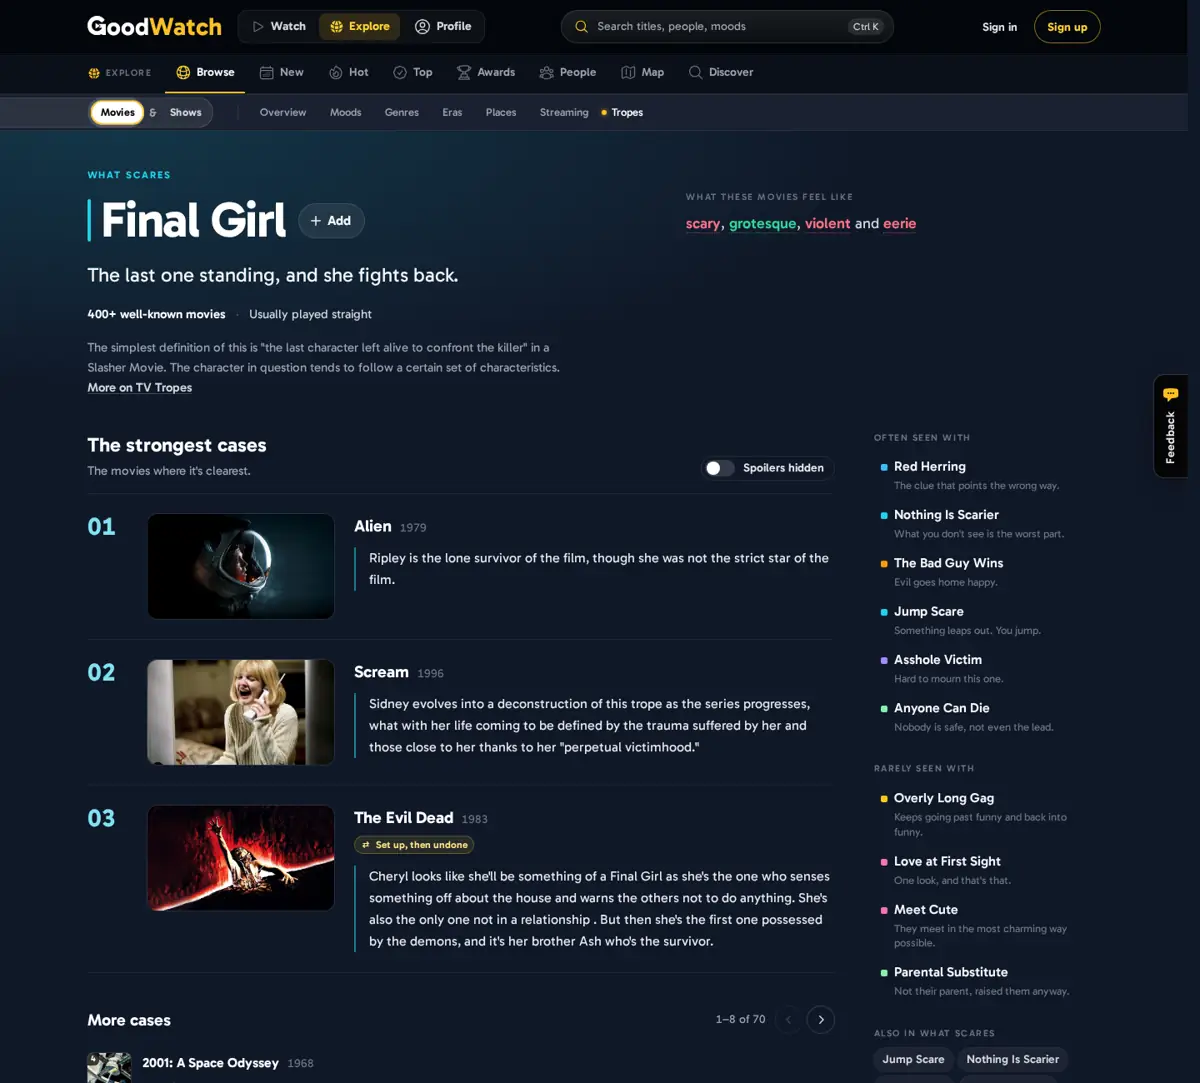 GoodWatch
Watch
Explore
Profile
Search titles, people, moods
Ctrl K
Sign in
Sign up
EXPLORE
Browse
New
Hot
Top
Awards
People
Map
Discover
Movies & Shows
Overview
Moods
Genres
Eras
Places
Streaming
Tropes
WHAT SCARES
Final Girl
+ Add
The last one standing, and she fights back.
400+ well-known movies · Usually played straight
The simplest definition of this is "the last character left alive to confront the killer" in a
Slasher Movie. The character in question tends to follow a certain set of characteristics.
More on TV Tropes
WHAT THESE MOVIES FEEL LIKE
scary, grotesque, violent and eerie
Feedback
The strongest cases
The movies where it's clearest.
Spoilers hidden
01
Alien 1979
Ripley is the lone survivor of the film, though she was not the strict star of the
film.
02
Scream 1996
Sidney evolves into a deconstruction of this trope as the series progresses,
what with her life coming to be defined by the trauma suffered by her and
those close to her thanks to her "perpetual victimhood."
03
The Evil Dead 1983
Set up, then undone
Cheryl looks like she'll be something of a Final Girl as she's the one who senses
something off about the house and warns the others not to do anything. She's
also the only one not in a relationship . But then she's the first one possessed
by the demons, and it's her brother Ash who's the survivor.
More cases
1–8 of 70
4
2001: A Space Odyssey 1968
OFTEN SEEN WITH
Red Herring
The clue that points the wrong way.
Nothing Is Scarier
What you don't see is the worst part.
The Bad Guy Wins
Evil goes home happy.
Jump Scare
Something leaps out. You jump.
Asshole Victim
Hard to mourn this one.
Anyone Can Die
Nobody is safe, not even the lead.
RARELY SEEN WITH
Overly Long Gag
Keeps going past funny and back into
funny.
Love at First Sight
One look, and that's that.
Meet Cute
They meet in the most charming way
possible.
Parental Substitute
Not their parent, raised them anyway.
ALSO IN WHAT SCARES
Jump Scare
Nothing Is Scarier